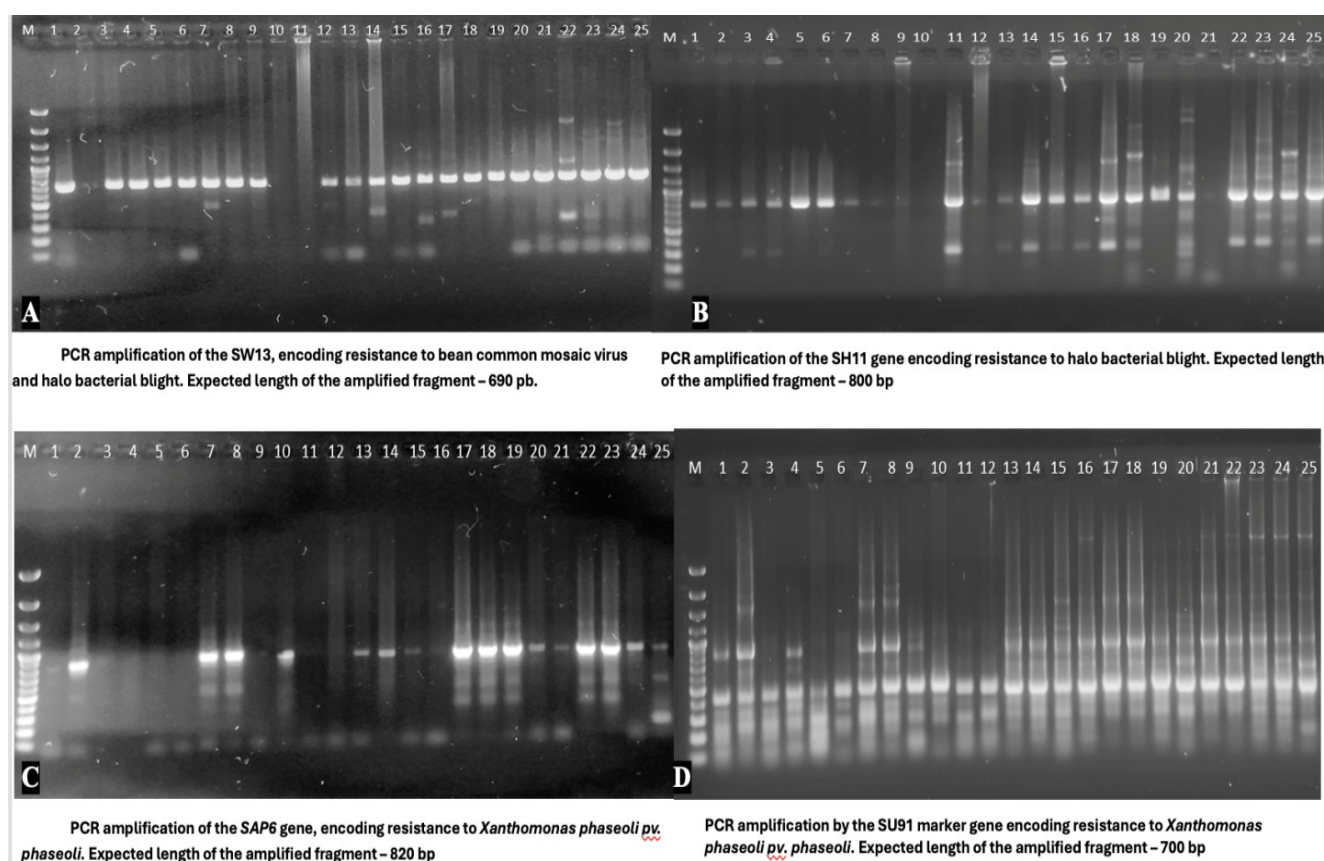 M 1 2 3 4 5 6 7 8 9 10 11 12 13 14 15 16 17 18 19 20 21 22 23 24 25
A
PCR amplification of the SW13, encoding resistance to bean common mosaic virus
and halo bacterial blight. Expected length of the amplified fragment – 690 pb.
M 1 2 3 4 5 6 7 8 9 10 11 12 13 14 15 16 17 18 19 20 21 22 23 24 25
B
PCR amplification of the SH11 gene encoding resistance to halo bacterial blight. Expected length
of the amplified fragment – 800 bp
M 1 2 3 4 5 6 7 8 9 10 11 12 13 14 15 16 17 18 19 20 21 22 23 24 25
C
PCR amplification of the SAP6 gene, encoding resistance to Xanthomonas phaseoli pv.
phaseoli. Expected length of the amplified fragment – 820 bp
M 1 2 3 4 5 6 7 8 9 10 11 12 13 14 15 16 17 18 19 20 21 22 23 24 25
D
PCR amplification by the SU91 marker gene encoding resistance to Xanthomonas
phaseoli pv. phaseoli. Expected length of the amplified fragment – 700 bp